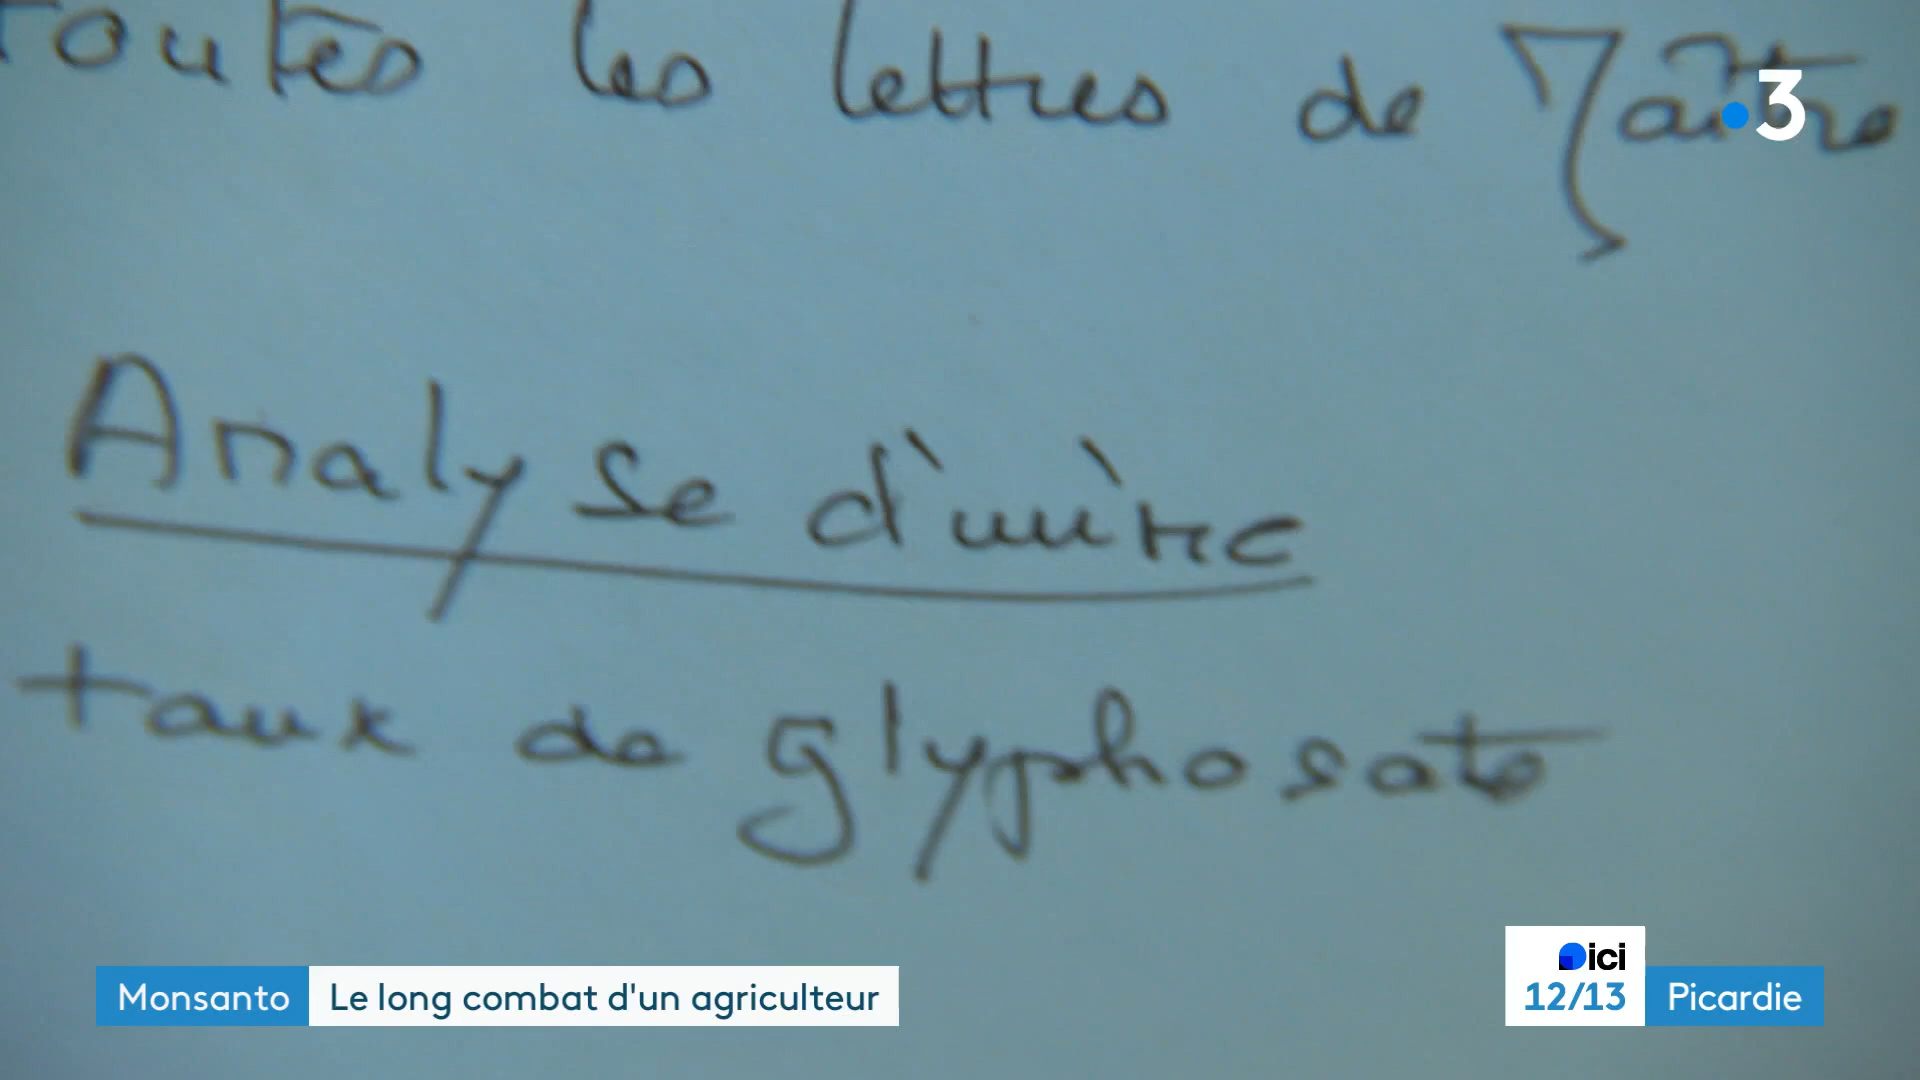 toutes les lettres de Maître
3
Analyse d'urine
taux de glyphosate
ici
Monsanto Le long combat d'un agriculteur
12/13 Picardie